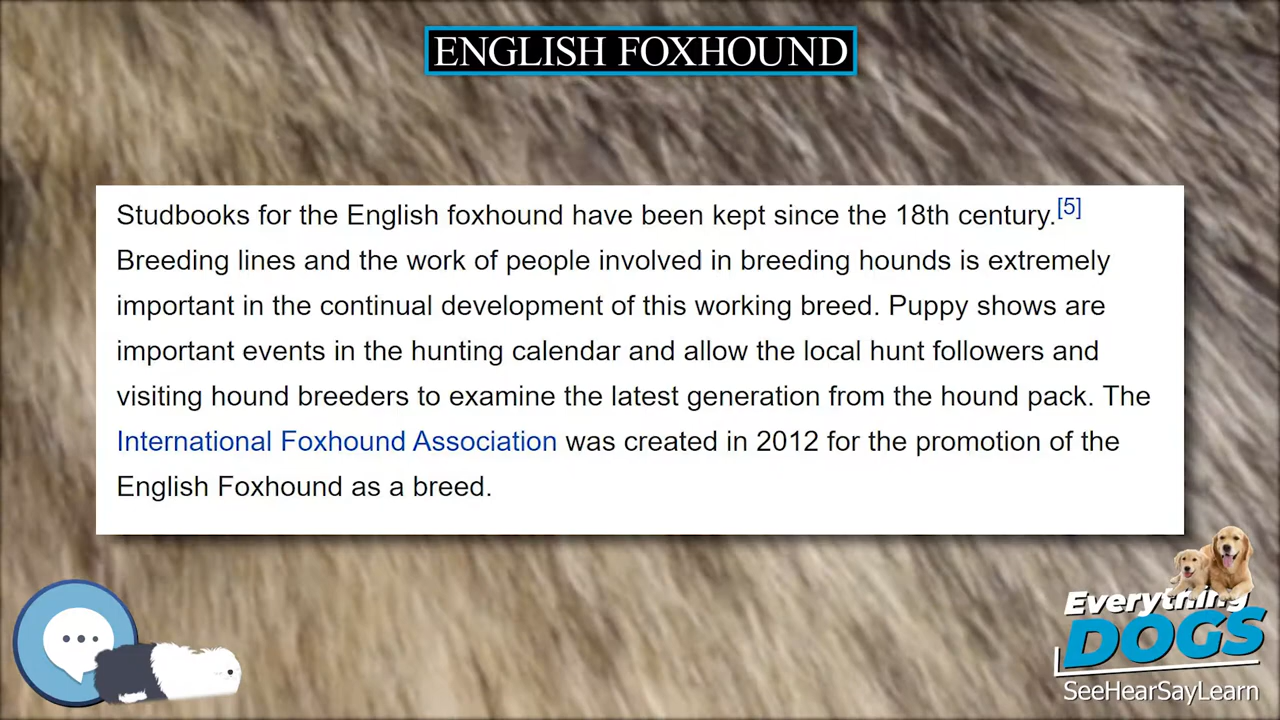 ENGLISH FOXHOUND
Studbooks for the English foxhound have been kept since the 18th century.[5]
Breeding lines and the work of people involved in breeding hounds is extremely
important in the continual development of this working breed. Puppy shows are
important events in the hunting calendar and allow the local hunt followers and
visiting hound breeders to examine the latest generation from the hound pack. The
International Foxhound Association was created in 2012 for the promotion of the
English Foxhound as a breed.
Everything
DOGS
SeeHearSayLearn